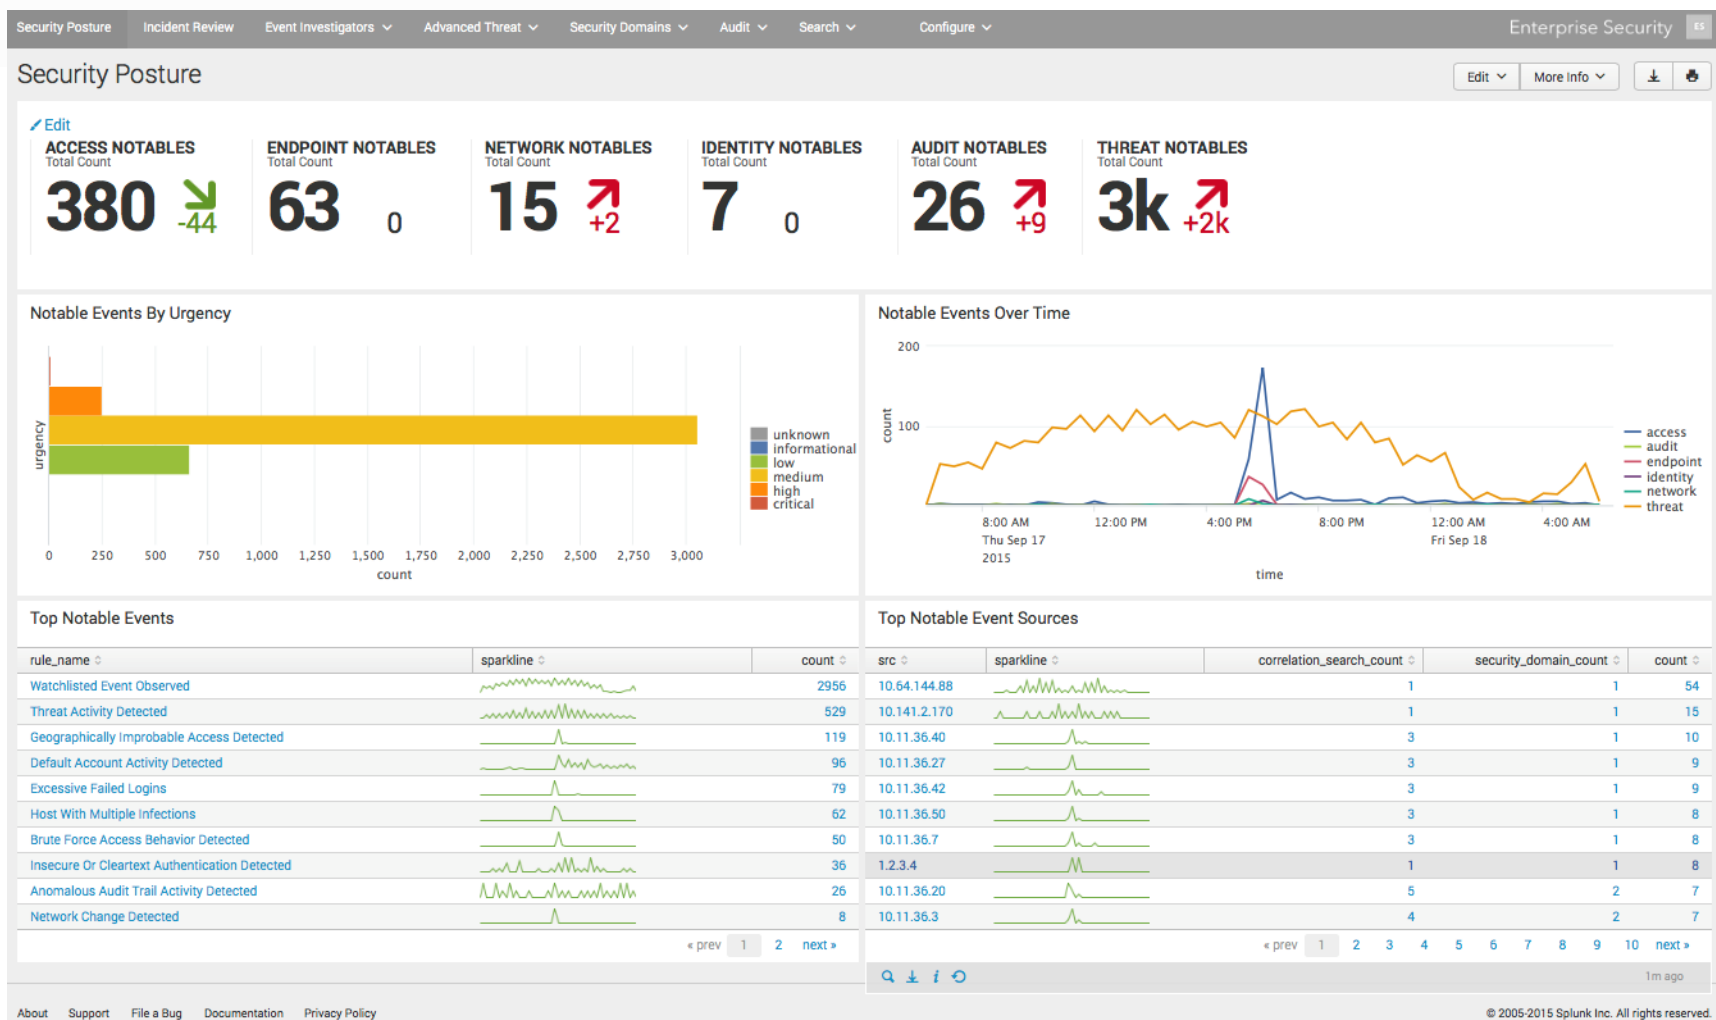 Security Posture Incident Review Event Investigators Advanced Threat Security Domains Audit Search Configure Enterprise Security ES
Security Posture Edit More Info
Edit
ACCESS NOTABLES ENDPOINT NOTABLES NETWORK NOTABLES IDENTITY NOTABLES AUDIT NOTABLES THREAT NOTABLES
Total Count Total Count Total Count Total Count Total Count Total Count
380 -44 63 0 15 +2 7 0 26 +9 3k +2k
Notable Events By Urgency
urgency
unknown
informational
low
medium
high
critical
0 250 500 750 1,000 1,250 1,500 1,750 2,000 2,250 2,500 2,750 3,000
count
Notable Events Over Time
200
100
count
access
audit
endpoint
identity
network
threat
8:00 AM 12:00 PM 4:00 PM 8:00 PM 12:00 AM 4:00 AM
Thu Sep 17 Fri Sep 18
2015
time
Top Notable Events
rule_name sparkline count
Watchlisted Event Observed 2956
Threat Activity Detected 529
Geographically Improbable Access Detected 119
Default Account Activity Detected 96
Excessive Failed Logins 79
Host With Multiple Infections 62
Brute Force Access Behavior Detected 50
Insecure Or Cleartext Authentication Detected 36
Anomalous Audit Trail Activity Detected 26
Network Change Detected 8
« prev 1 2 next »
Top Notable Event Sources
src sparkline correlation_search_count security_domain_count count
10.64.144.88 1 1 54
10.141.2.170 1 1 15
10.11.36.40 3 1 10
10.11.36.27 3 1 9
10.11.36.42 3 1 9
10.11.36.50 3 1 8
10.11.36.7 3 1 8
1.2.3.4 1 1 8
10.11.36.20 5 2 7
10.11.36.3 4 2 7
« prev 1 2 3 4 5 6 7 8 9 10 next »
1m ago
About Support File a Bug Documentation Privacy Policy © 2005-2015 Splunk Inc. All rights reserved.